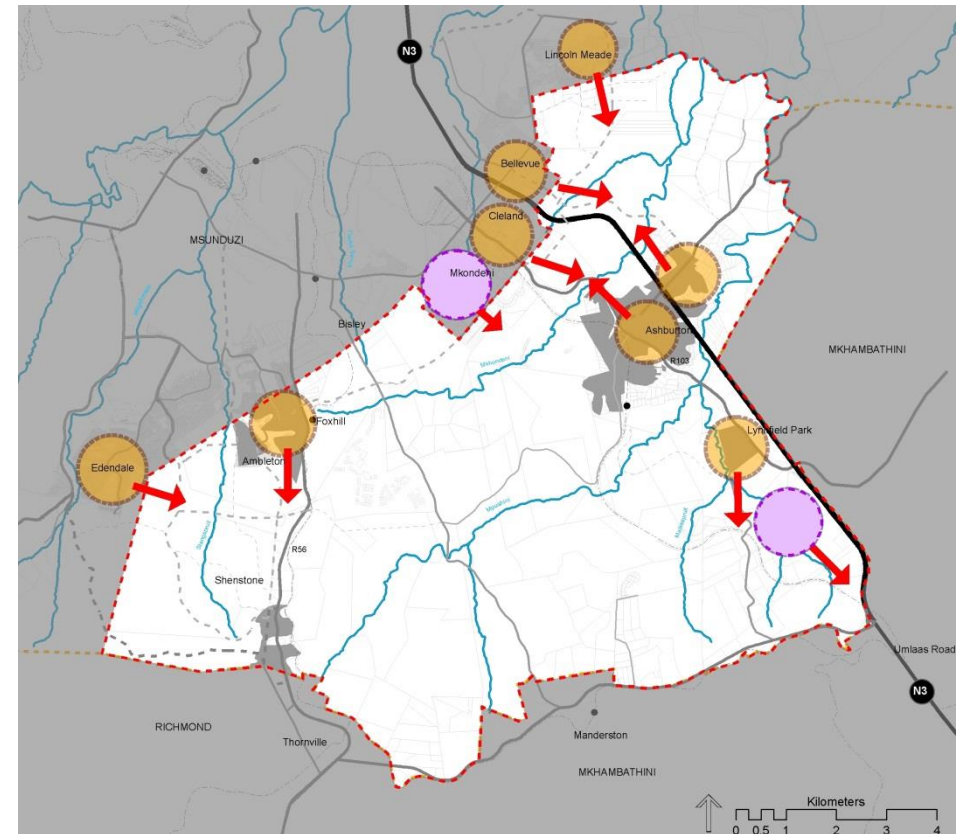 N3
Lincoln Meade
Bellevue
Cleland
MSUNDUZI
Mkondeni
Bisley
Ashburton
R103
MKHAMBATHINI
Foxhill
Lynnfield Park
Edendale
Ambleton
R56
Shenstone
Umlaas Road
N3
RICHMOND
Thornville
Manderston
MKHAMBATHINI
Kilometers
0 0.5 1 2 3 4